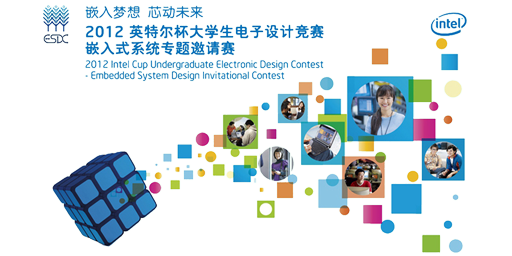 嵌入梦想 芯动未来
2012 英特尔杯大学生电子设计竞赛
嵌入式系统专题邀请赛
2012 Intel Cup Undergraduate Electronic Design Contest
- Embedded System Design Invitational Contest
ESDC
intel